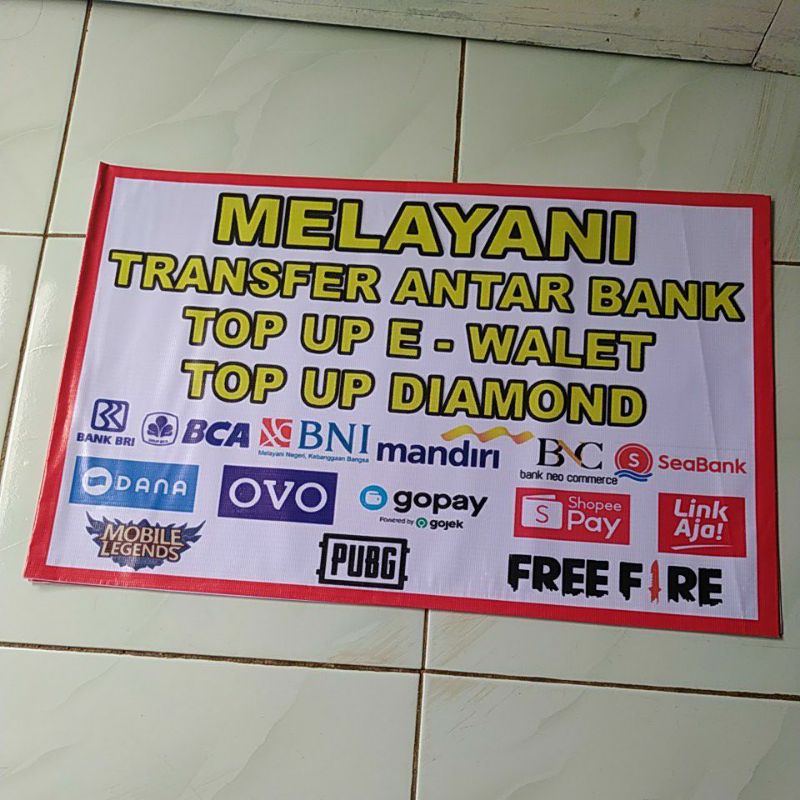 MELAYANI
TRANSFER ANTAR BANK
TOP UP E - WALET
TOP UP DIAMOND
BANK BRI BCA BNI mandiri BNC SeaBank
Melayani Negeri, Kebanggaan Bangsa
bank neo commerce
DANA OVO gopay S Shopee Pay Link Aja!
Powered by gojek
MOBILE LEGENDS PUBG FREE FIRE